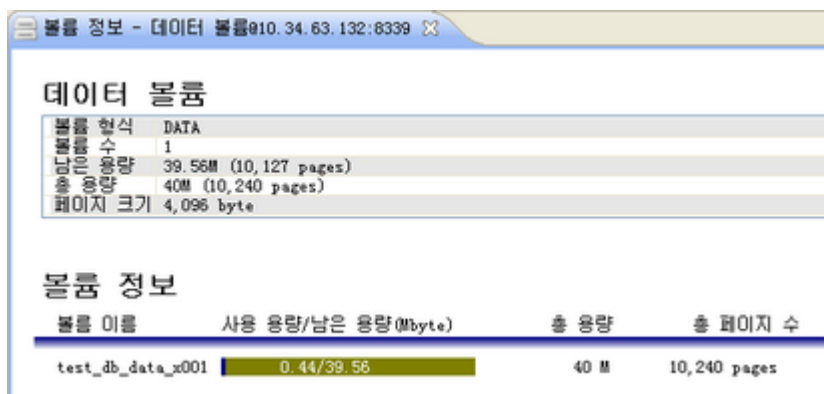 볼륨 정보 - 데이터 볼륨@10.34.63.132:8339
데이터 볼륨
볼륨 형식 DATA
볼륨 수 1
남은 용량 39.56M (10,127 pages)
총 용량 40M (10,240 pages)
페이지 크기 4,096 byte
볼륨 정보
볼륨 이름 사용 용량/남은 용량(Mbyte) 총 용량 총 페이지 수
test_db_data_x001 0.44/39.56 40 M 10,240 pages